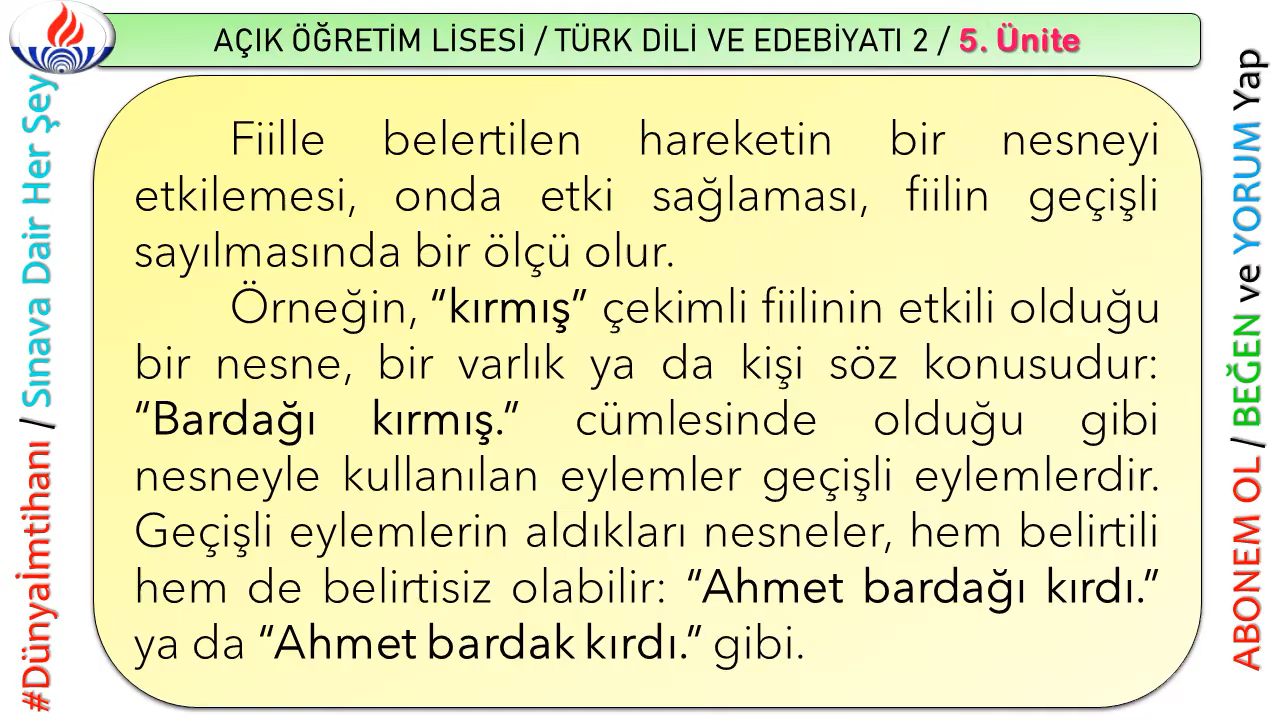 AÇIK ÖĞRETİM LİSESİ / TÜRK DİLİ VE EDEBİYATI 2 / 5. Ünite
#Dünyaİmtihanı / Sınava Dair Her Şey
Fiille belertilen hareketin bir nesneyi
etkilemesi, onda etki sağlaması, fiilin geçişli
sayılmasında bir ölçü olur.
Örneğin, “kırmış” çekimli fiilinin etkili olduğu
bir nesne, bir varlık ya da kişi söz konusudur:
“Bardağı kırmış.” cümlesinde olduğu gibi
nesneyle kullanılan eylemler geçişli eylemlerdir.
Geçişli eylemlerin aldıkları nesneler, hem belirtili
hem de belirtisiz olabilir: “Ahmet bardağı kırdı.”
ya da “Ahmet bardak kırdı.” gibi.
ABONEM OL / BEĞEN ve YORUM Yap